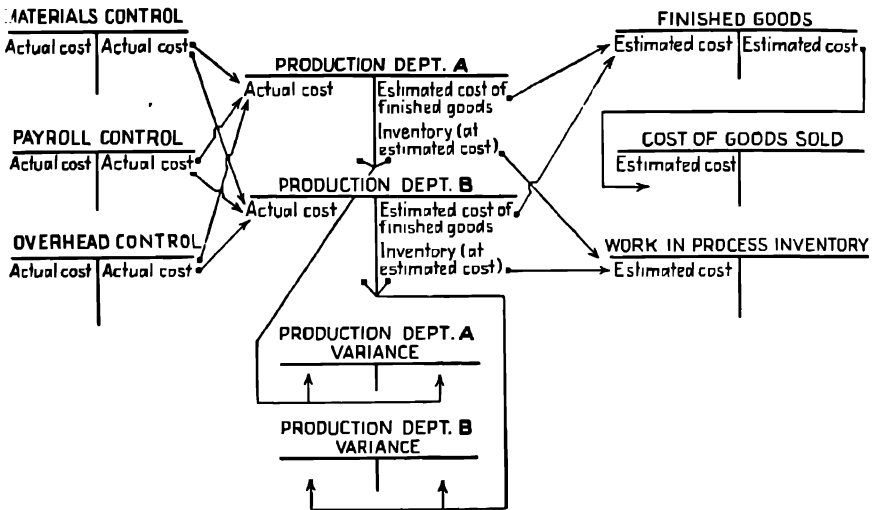 MATERIALS CONTROL
Actual cost Actual cost
PAYROLL CONTROL
Actual cost Actual cost
OVERHEAD CONTROL
Actual cost Actual cost
PRODUCTION DEPT. A
Actual cost Estimated cost of
finished goods
Inventory (at
estimated cost)
PRODUCTION DEPT. B
Actual cost Estimated cost of
finished goods
Inventory (at
estimated cost)
PRODUCTION DEPT. A
VARIANCE
PRODUCTION DEPT. B
VARIANCE
FINISHED GOODS
Estimated cost Estimated cost
COST OF GOODS SOLD
Estimated cost
WORK IN PROCESS INVENTORY
Estimated cost